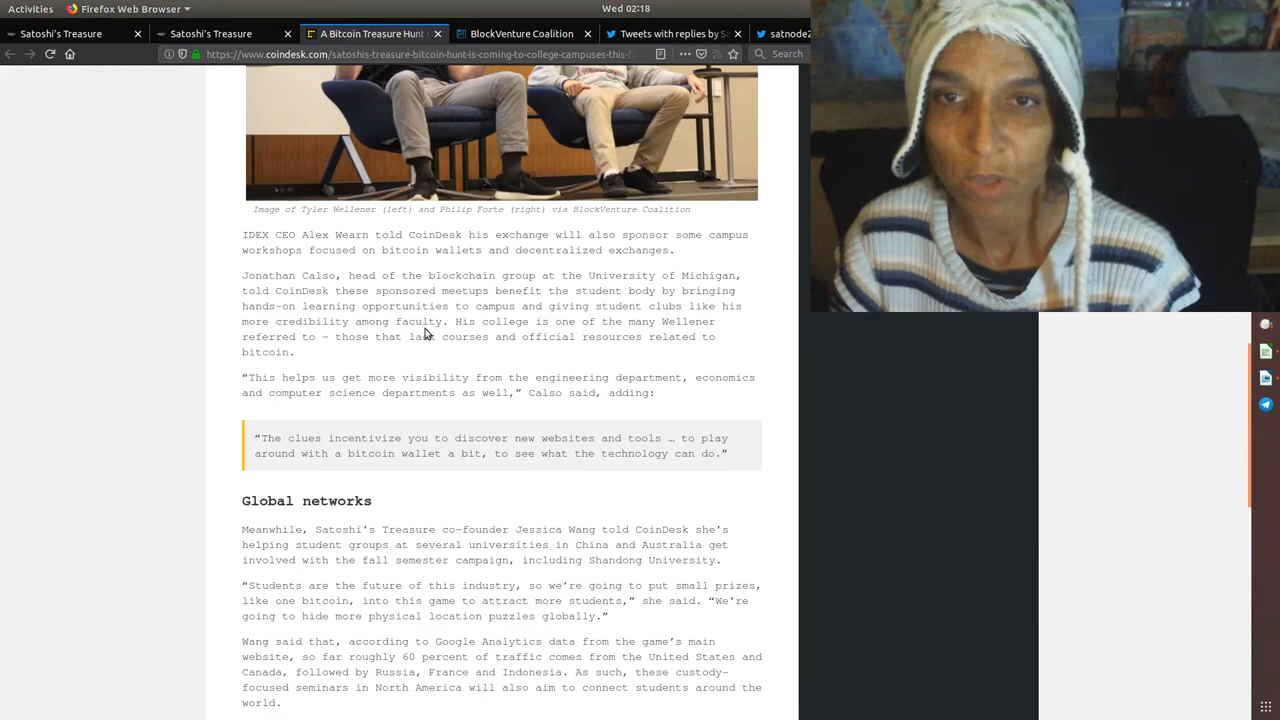 Activities
Firefox Web Browser
Wed 02:18
Satoshi's Treasure
Satoshi's Treasure
A Bitcoin Treasure Hunt
BlockVenture Coalition
Tweets with replies by Sa
satnode2
https://www.coindesk.com/satoshis-treasure-bitcoin-hunt-is-coming-to-college-campuses-this-f
Search
Image of Tyler Wellener (left) and Philip Forte (right) via BlockVenture Coalition
IDEX CEO Alex Wearn told CoinDesk his exchange will also sponsor some campus
workshops focused on bitcoin wallets and decentralized exchanges.
Jonathan Calso, head of the blockchain group at the University of Michigan,
told CoinDesk these sponsored meetups benefit the student body by bringing
hands-on learning opportunities to campus and giving student clubs like his
more credibility among faculty. His college is one of the many Wellener
referred to – those that lack courses and official resources related to
bitcoin.
“This helps us get more visibility from the engineering department, economics
and computer science departments as well,” Calso said, adding:
“The clues incentivize you to discover new websites and tools … to play
around with a bitcoin wallet a bit, to see what the technology can do.”
Global networks
Meanwhile, Satoshi’s Treasure co-founder Jessica Wang told CoinDesk she’s
helping student groups at several universities in China and Australia get
involved with the fall semester campaign, including Shandong University.
“Students are the future of this industry, so we’re going to put small prizes,
like one bitcoin, into this game to attract more students,” she said. “We’re
going to hide more physical location puzzles globally.”
Wang said that, according to Google Analytics data from the game’s main
website, so far roughly 60 percent of traffic comes from the United States and
Canada, followed by Russia, France and Indonesia. As such, these custody-
focused seminars in North America will also aim to connect students around the
world.